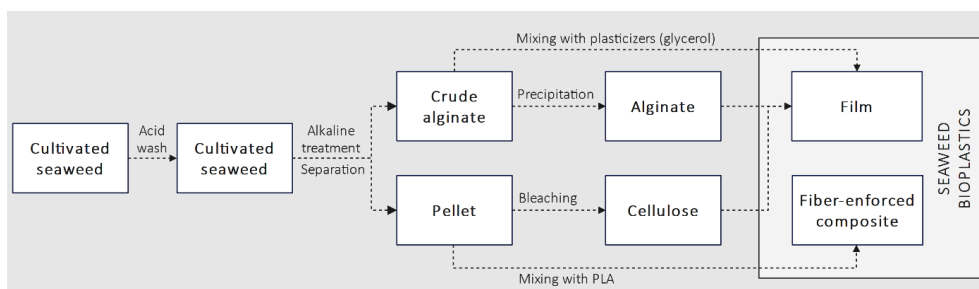 Mixing with plasticizers (glycerol)
Crude
alginate
Precipitation
Alginate
Film
Cultivated
seaweed
Acid
wash
Cultivated
seaweed
Alkaline
treatment
Separation
Pellet
Bleaching
Cellulose
Fiber-enforced
composite
Mixing with PLA
SEAWEED
BIOPLASTICS